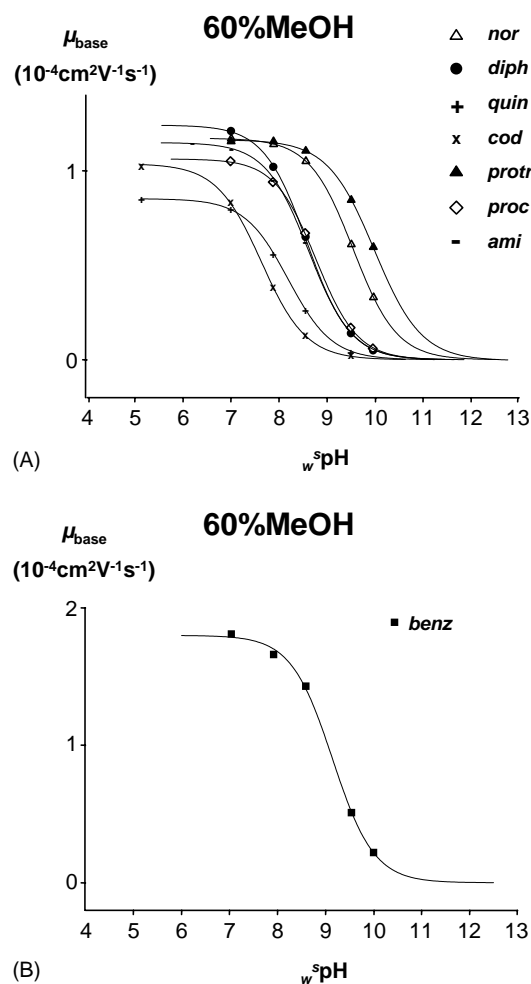 60%MeOH
μbase
(10-4cm2V-1s-1)
nor
diph
quin
cod
protr
proc
ami
1
0
4 5 6 7 8 9 10 11 12 13
wspH
(A)
60%MeOH
μbase
(10-4cm2V-1s-1)
benz
2
1
0
4 5 6 7 8 9 10 11 12 13
wspH
(B)